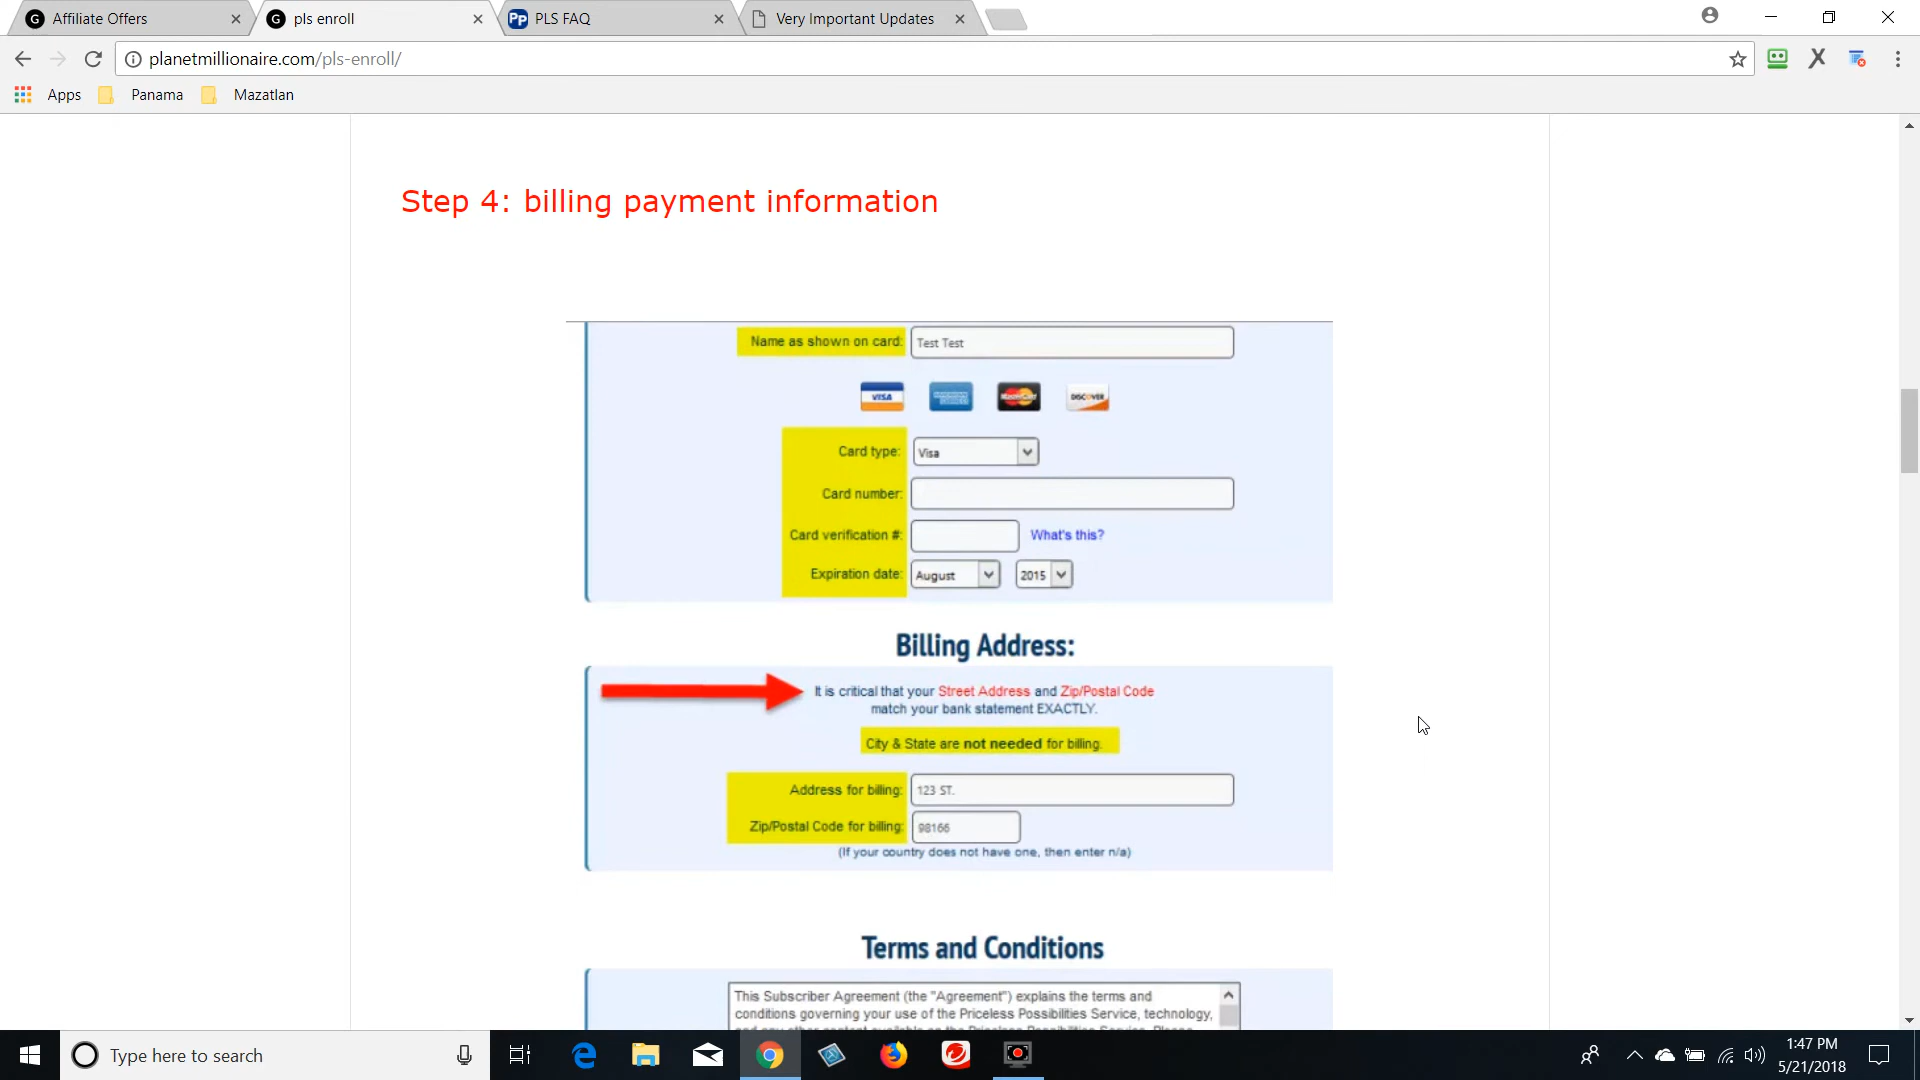 Affiliate Offers
pls enroll
PLS FAQ
Very Important Updates
planetmillionaire.com/pls-enroll/
Apps
Panama
Mazatlan
Step 4: billing payment information
Name as shown on card: Test Test
VISA
MasterCard
DISCOVER
Card type: Visa
Card number:
Card verification #: What's this?
Expiration date: August 2015
Billing Address:
It is critical that your Street Address and Zip/Postal Code
match your bank statement EXACTLY.
City & State are not needed for billing.
Address for billing: 123 ST.
Zip/Postal Code for billing: 98166
(If your country does not have one, then enter n/a)
Terms and Conditions
This Subscriber Agreement (the "Agreement") explains the terms and
conditions governing your use of the Priceless Possibilities Service, technology,
Type here to search
1:47 PM
5/21/2018